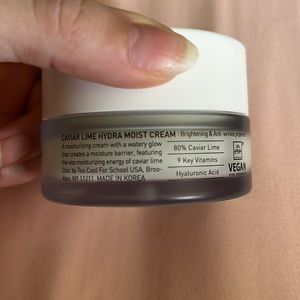 CAVIAR LIME HYDRA MOIST CREAM : Brightening & Anti-wrinkle
A moisturizing cream with a watery glow
that creates a moisture barrier, featuring
the vita moisturizing energy of caviar lime
Dist. by Too Cool For School USA, Broo-
klyn, NY 11211. MADE IN KOREA
80% Caviar Lime
9 Key Vitamins
Hyaluronic Acid
VEGAN